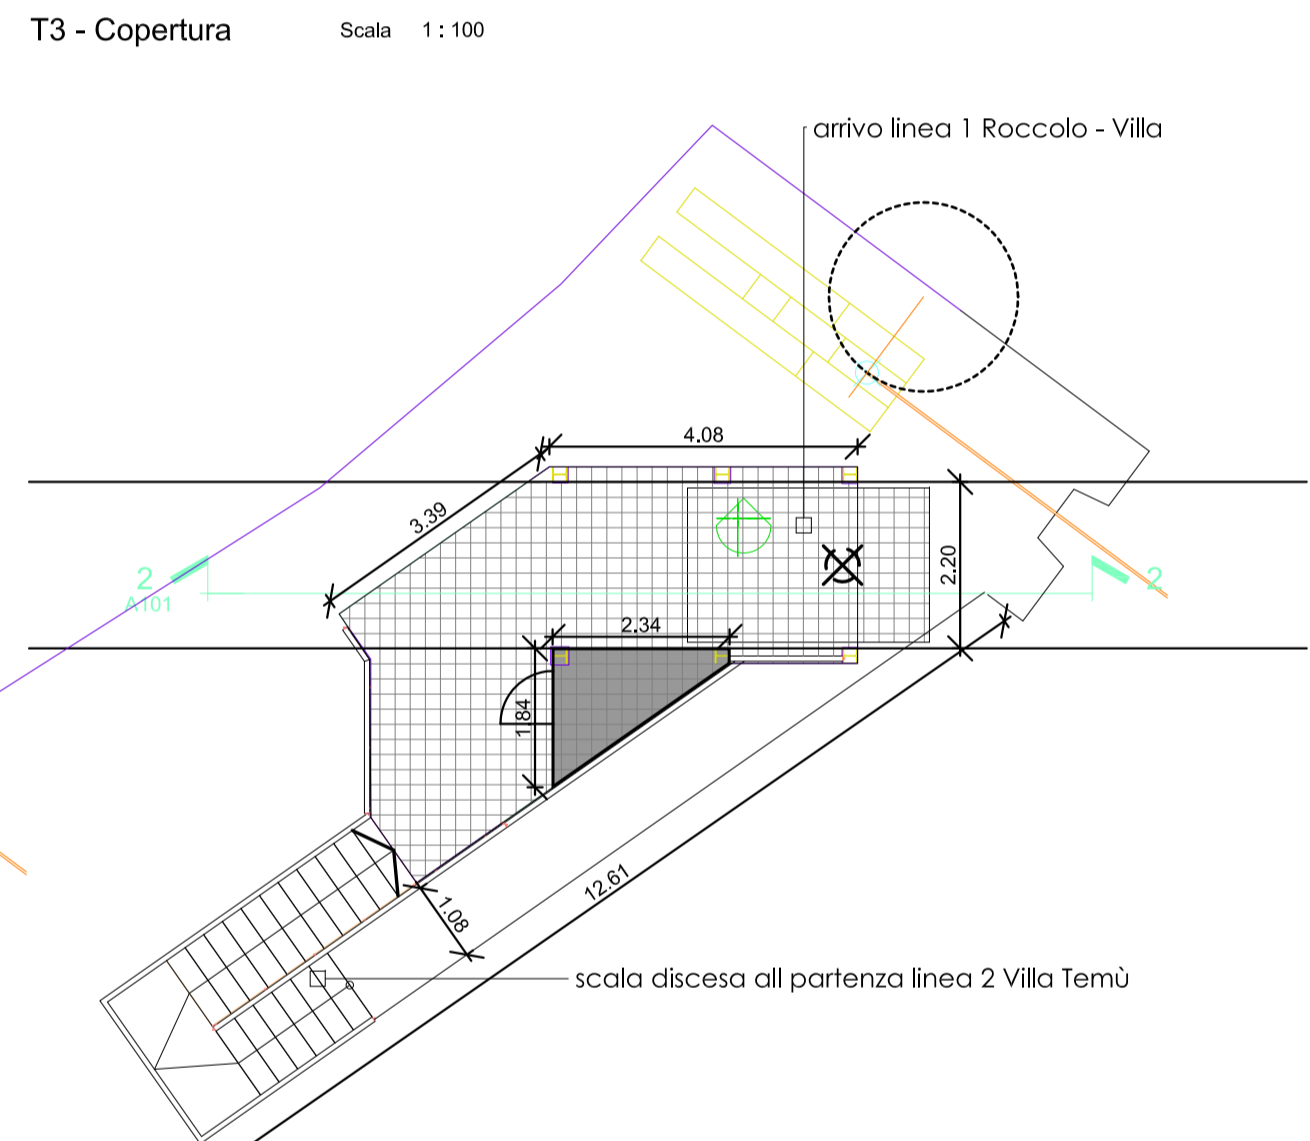 T3 - Copertura
Scala 1 : 100
arrivo linea 1 Roccolo - Villa
4.08
3.39
2.20
2
A101
2
2.34
1.84
12.61
1.08
scala discesa all partenza linea 2 Villa Temù